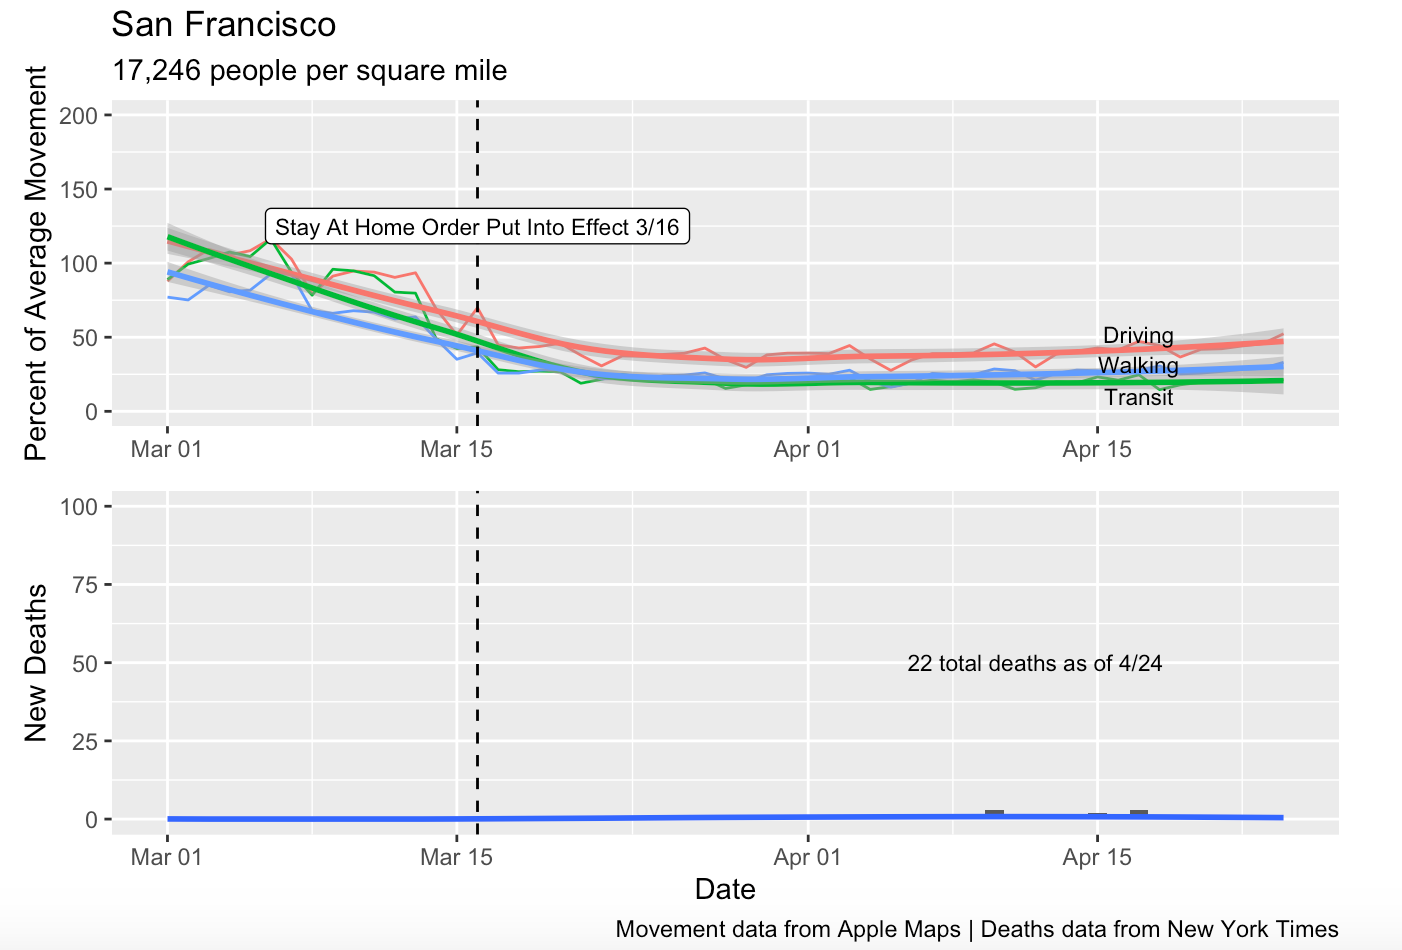 San Francisco
17,246 people per square mile
Percent of Average Movement
200
150
100
50
0
Stay At Home Order Put Into Effect 3/16
Driving
Walking
Transit
Mar 01
Mar 15
Apr 01
Apr 15
New Deaths
100
75
50
25
0
22 total deaths as of 4/24
Mar 01
Mar 15
Apr 01
Apr 15
Date
Movement data from Apple Maps | Deaths data from New York Times